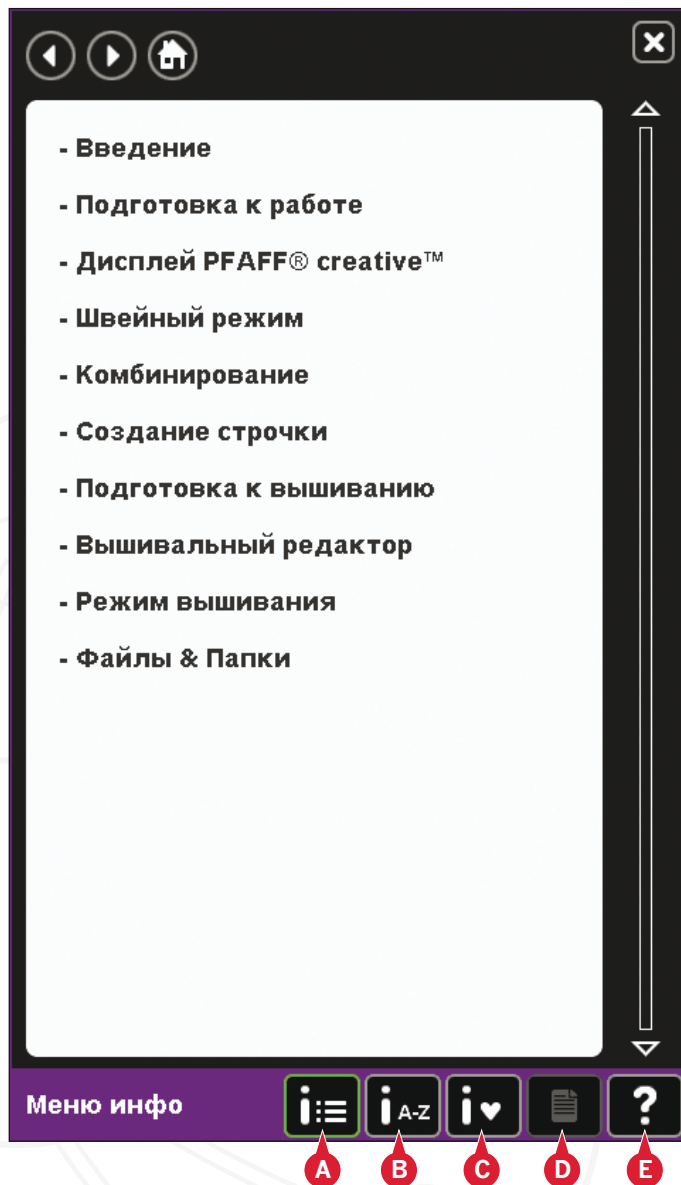 - Введение
- Подготовка к работе
- Дисплей PFAFF® creative™
- Швейный режим
- Комбинирование
- Создание строчки
- Подготовка к вышиванию
- Вышивальный редактор
- Режим вышивания
- Файлы & Папки
Меню инфо i i A-Z i ♥ ?
A B C D E